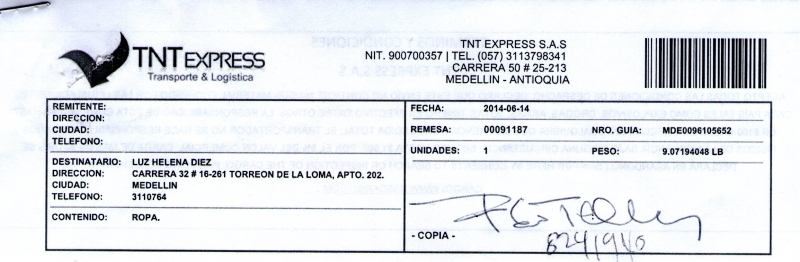 TNT EXPRESS
Transporte & Logística
TNT EXPRESS S.A.S
NIT. 900700357 | TEL. (057) 3113798341
CARRERA 50 # 25-213
MEDELLIN - ANTIOQUIA
REMITENTE:
DIRECCION:
CIUDAD:
TELEFONO:
DESTINATARIO: LUZ HELENA DIEZ
DIRECCION: CARRERA 32 # 16-261 TORREON DE LA LOMA, APTO. 202.
CIUDAD: MEDELLIN
TELEFONO: 3110764
CONTENIDO: ROPA.
FECHA: 2014-06-14
REMESA: 00091187 NRO. GUIA: MDE0096105652
UNIDADES: 1 PESO: 9.07194048 LB
- COPIA -